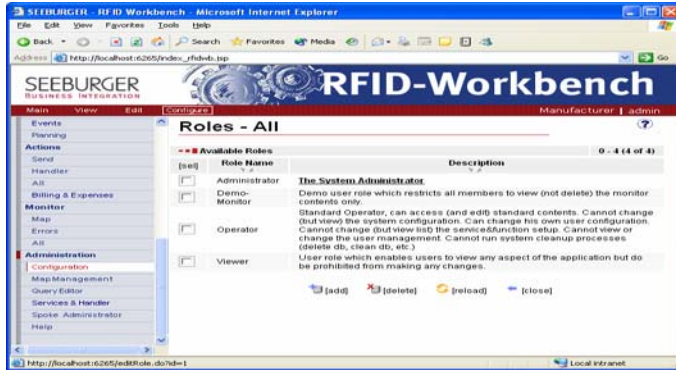 SEEBURGER - RFID Workbench - Microsoft Internet Explorer
File Edit View Favorites Tools Help
Back Search Favorites Media
Address http://localhost:6265/index_rfidwb.jsp Go
SEEBURGER
BUSINESS INTEGRATION
RFID-Workbench
Main View Edit Configure Manufacturer | admin
Events
Planning
Actions
Send
Handler
All
Billing & Expenses
Monitor
Map
Errors
All
Administration
Configuration
MapManagement
Query Editor
Services & Handler
Spoke Administrator
Help
Roles - All ?
Available Roles 0 - 4 (4 of 4)
[sel] Role Name Description
Administrator The System Administrator
Demo-Monitor Demo user role which restricts all members to view (not delete) the monitor contents only.
Operator Standard Operator, can access (and edit) standard contents. Cannot change (but view) the system configuration. Can change his own user configuration. Cannot change (but view list) the service&function setup. Cannot view or change the user management. Cannot run system cleanup processes (delete db, clean db, etc.)
Viewer User role which enables users to view any aspect of the application but do be prohibited from making any changes.
[add] [delete] [reload] [close]
http://localhost:6265/editRole.do?id=1 Local intranet